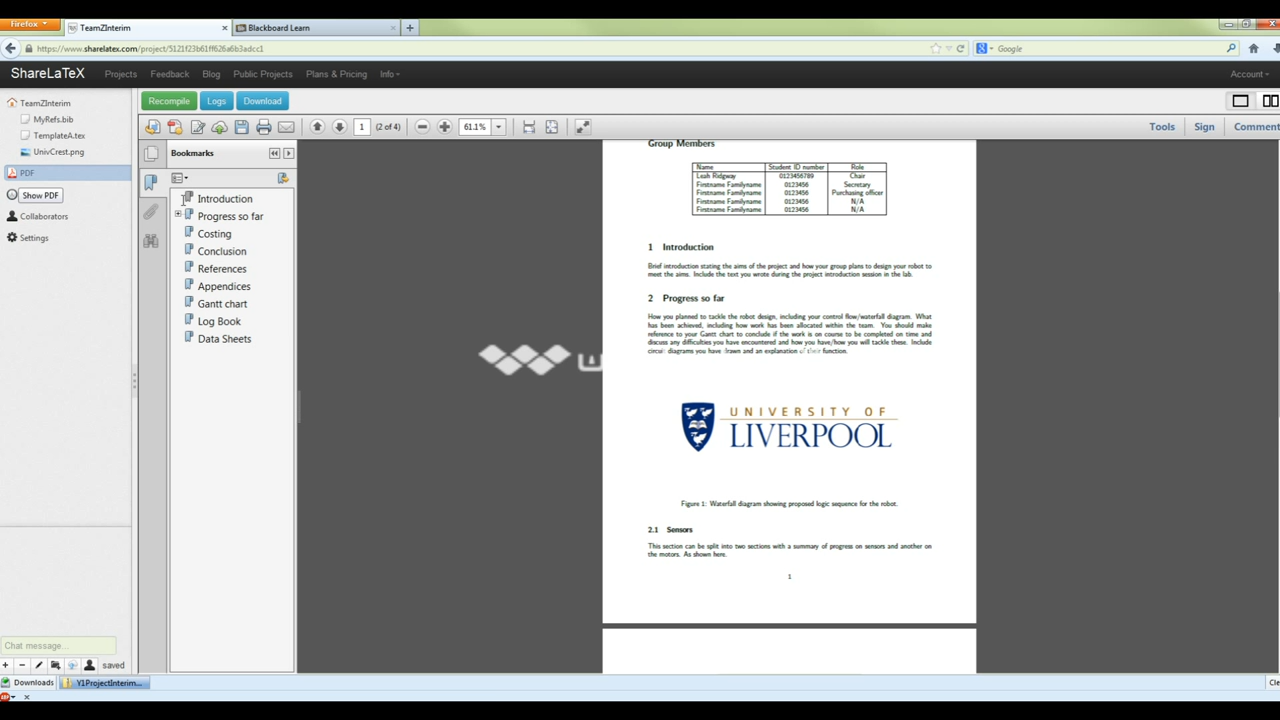 Firefox
TeamZInterim
Blackboard Learn
https://www.sharelatex.com/project/5121f23b61ff626a6b3adcc1
Google
ShareLaTeX
Projects
Feedback
Blog
Public Projects
Plans & Pricing
Info
Account
TeamZInterim
MyRefs.bib
TemplateA.tex
UnivCrest.png
PDF
Show PDF
Collaborators
Settings
Recompile
Logs
Download
1
(2 of 4)
61.1%
Tools
Sign
Comment
Bookmarks
Introduction
Progress so far
Costing
Conclusion
References
Appendices
Gantt chart
Log Book
Data Sheets
Group Members
Name Student ID number Role
Leah Ridgway 0123456789 Chair
Firstname Familyname 0123456 Secretary
Firstname Familyname 0123456 Purchasing officer
Firstname Familyname 0123456 N/A
Firstname Familyname 0123456 N/A
1 Introduction
Brief introduction stating the aims of the project and how your group plans to design your robot to
meet the aims. Include the text you wrote during the project introduction session in the lab.
2 Progress so far
How you planned to tackle the robot design, including your control flow/waterfall diagram. What
has been achieved, including how work has been allocated within the team. You should make
reference to your Gantt chart to conclude if the work is on course to be completed on time and
discuss any difficulties you have encountered and how you have/how you will tackle these. Include
circuit diagrams you have drawn and an explanation of their function.
UNIVERSITY OF
LIVERPOOL
Figure 1: Waterfall diagram showing proposed logic sequence for the robot.
2.1 Sensors
This section can be split into two sections with a summary of progress on sensors and another on
the motors. As shown here.
1
Chat message...
saved
Downloads
Y1ProjectInterim...
Cle